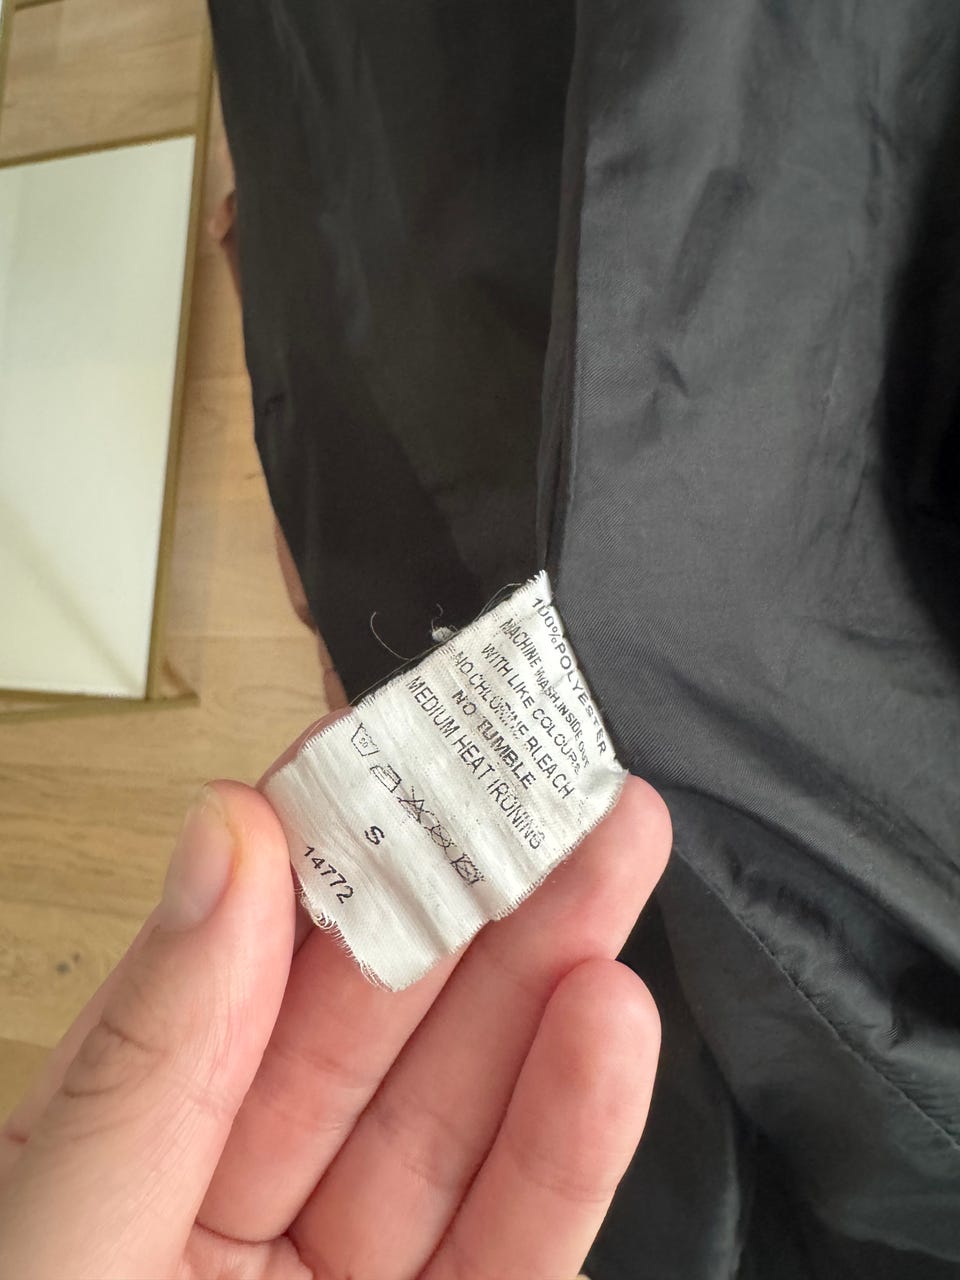 100%POLYESTER
MACHINE WASH.INSIDE OUT
WITH LIKE COLOURS
NO CHLORINE BLEACH
NO TUMBLE
MEDIUM HEAT IRONING
S
14772